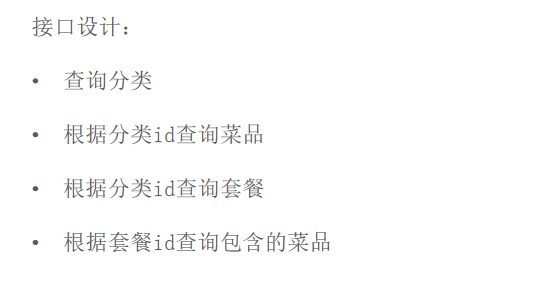 接口设计：
• 查询分类
• 根据分类id查询菜品
• 根据分类id查询套餐
• 根据套餐id查询包含的菜品